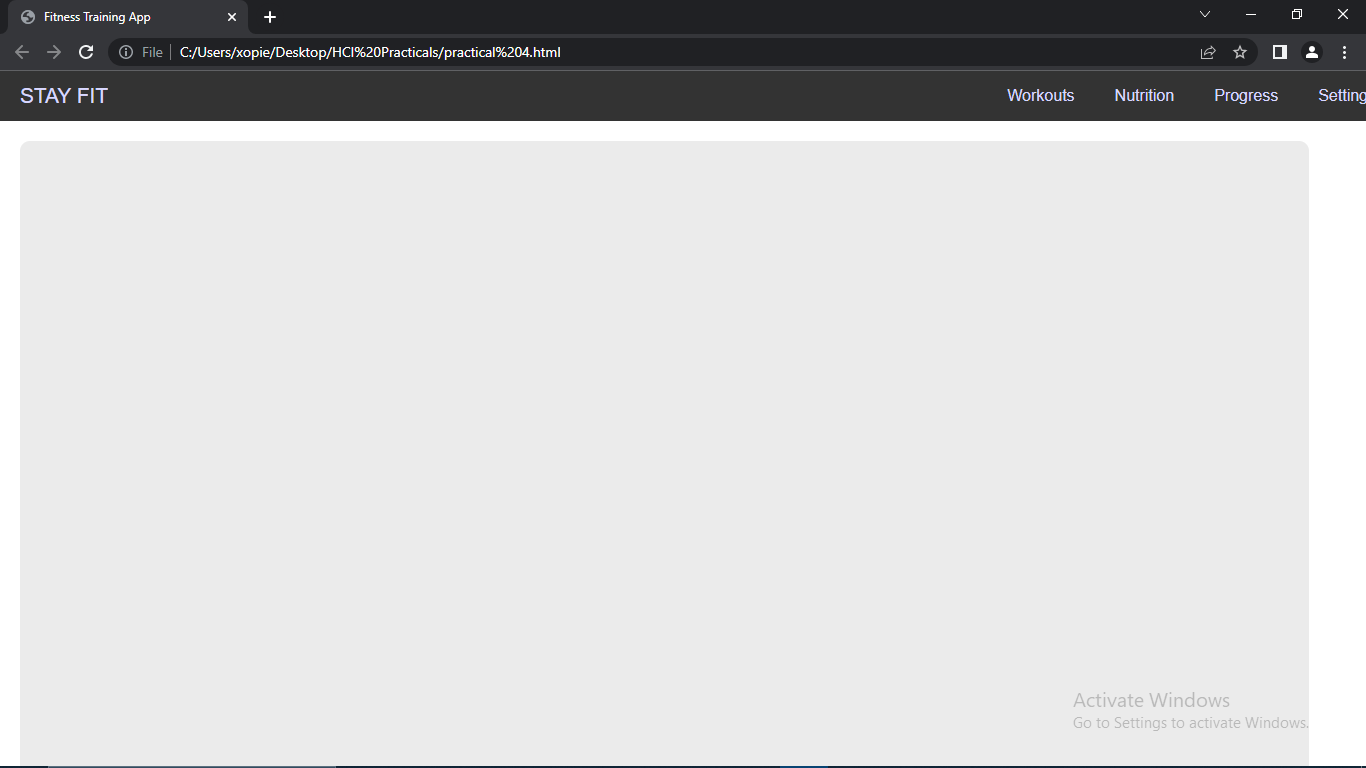 Fitness Training App
File C:/Users/xopie/Desktop/HCI%20Practicals/practical%204.html
STAY FIT Workouts Nutrition Progress Setting
Activate Windows
Go to Settings to activate Windows.